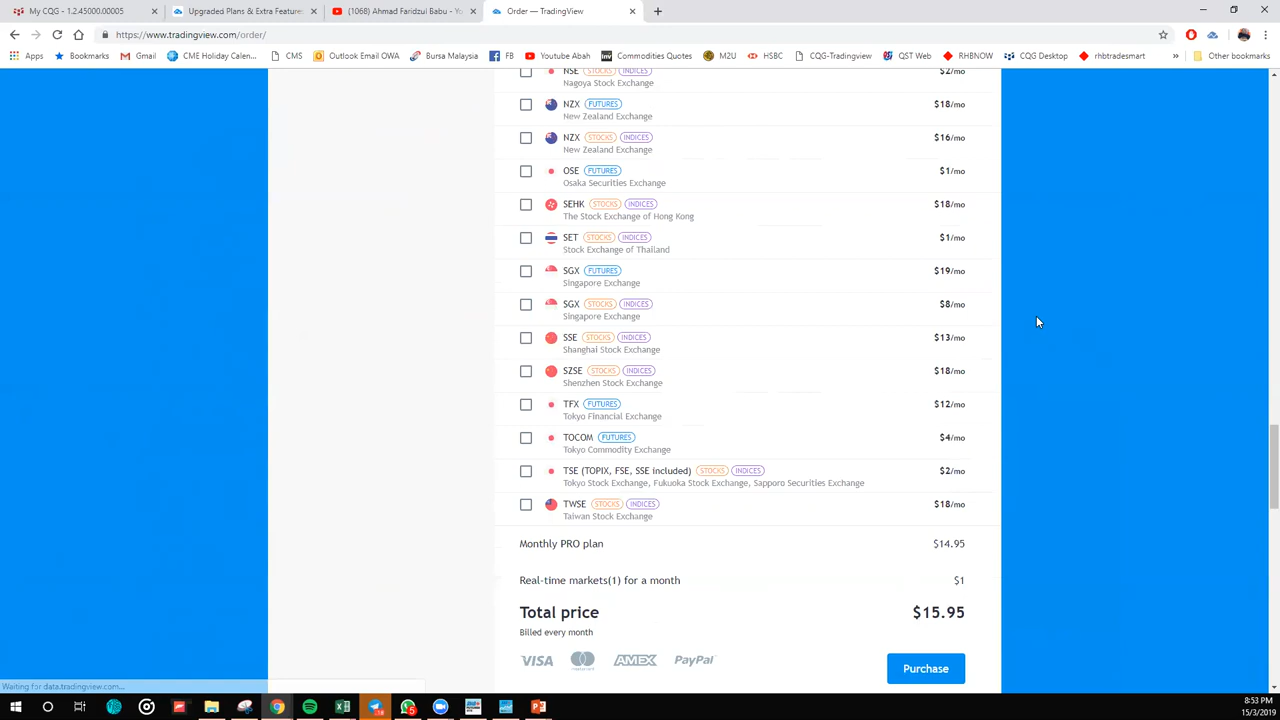 My CQG - 1.2.45000.00005
Upgraded Plans & Extra Feature
(1068) Ahmad Faridzui Babu - Yo
Order — TradingView
https://www.tradingview.com/order/
Apps
Bookmarks
Gmail
CME Holiday Calen...
CMS
Outlook Email OWA
Bursa Malaysia
FB
Youtube Abah
Commodities Quotes
M2U
HSBC
CQG-Tradingview
QST Web
RHBNOW
CQG Desktop
rhbtradesmart
»
Other bookmarks
NSE STOCKS INDICES $2/mo
Nagoya Stock Exchange
NZX FUTURES $18/mo
New Zealand Exchange
NZX STOCKS INDICES $16/mo
New Zealand Exchange
OSE FUTURES $1/mo
Osaka Securities Exchange
SEHK STOCKS INDICES $18/mo
The Stock Exchange of Hong Kong
SET STOCKS INDICES $1/mo
Stock Exchange of Thailand
SGX FUTURES $19/mo
Singapore Exchange
SGX STOCKS INDICES $8/mo
Singapore Exchange
SSE STOCKS INDICES $13/mo
Shanghai Stock Exchange
SZSE STOCKS INDICES $18/mo
Shenzhen Stock Exchange
TFX FUTURES $12/mo
Tokyo Financial Exchange
TOCOM FUTURES $4/mo
Tokyo Commodity Exchange
TSE (TOPIX, FSE, SSE included) STOCKS INDICES $2/mo
Tokyo Stock Exchange, Fukuoka Stock Exchange, Sapporo Securities Exchange
TWSE STOCKS INDICES $18/mo
Taiwan Stock Exchange
Monthly PRO plan $14.95
Real-time markets(1) for a month $1
Total price $15.95
Billed every month
VISA AMEX PayPal
Purchase
Waiting for data.tradingview.com...
8:53 PM
15/3/2019